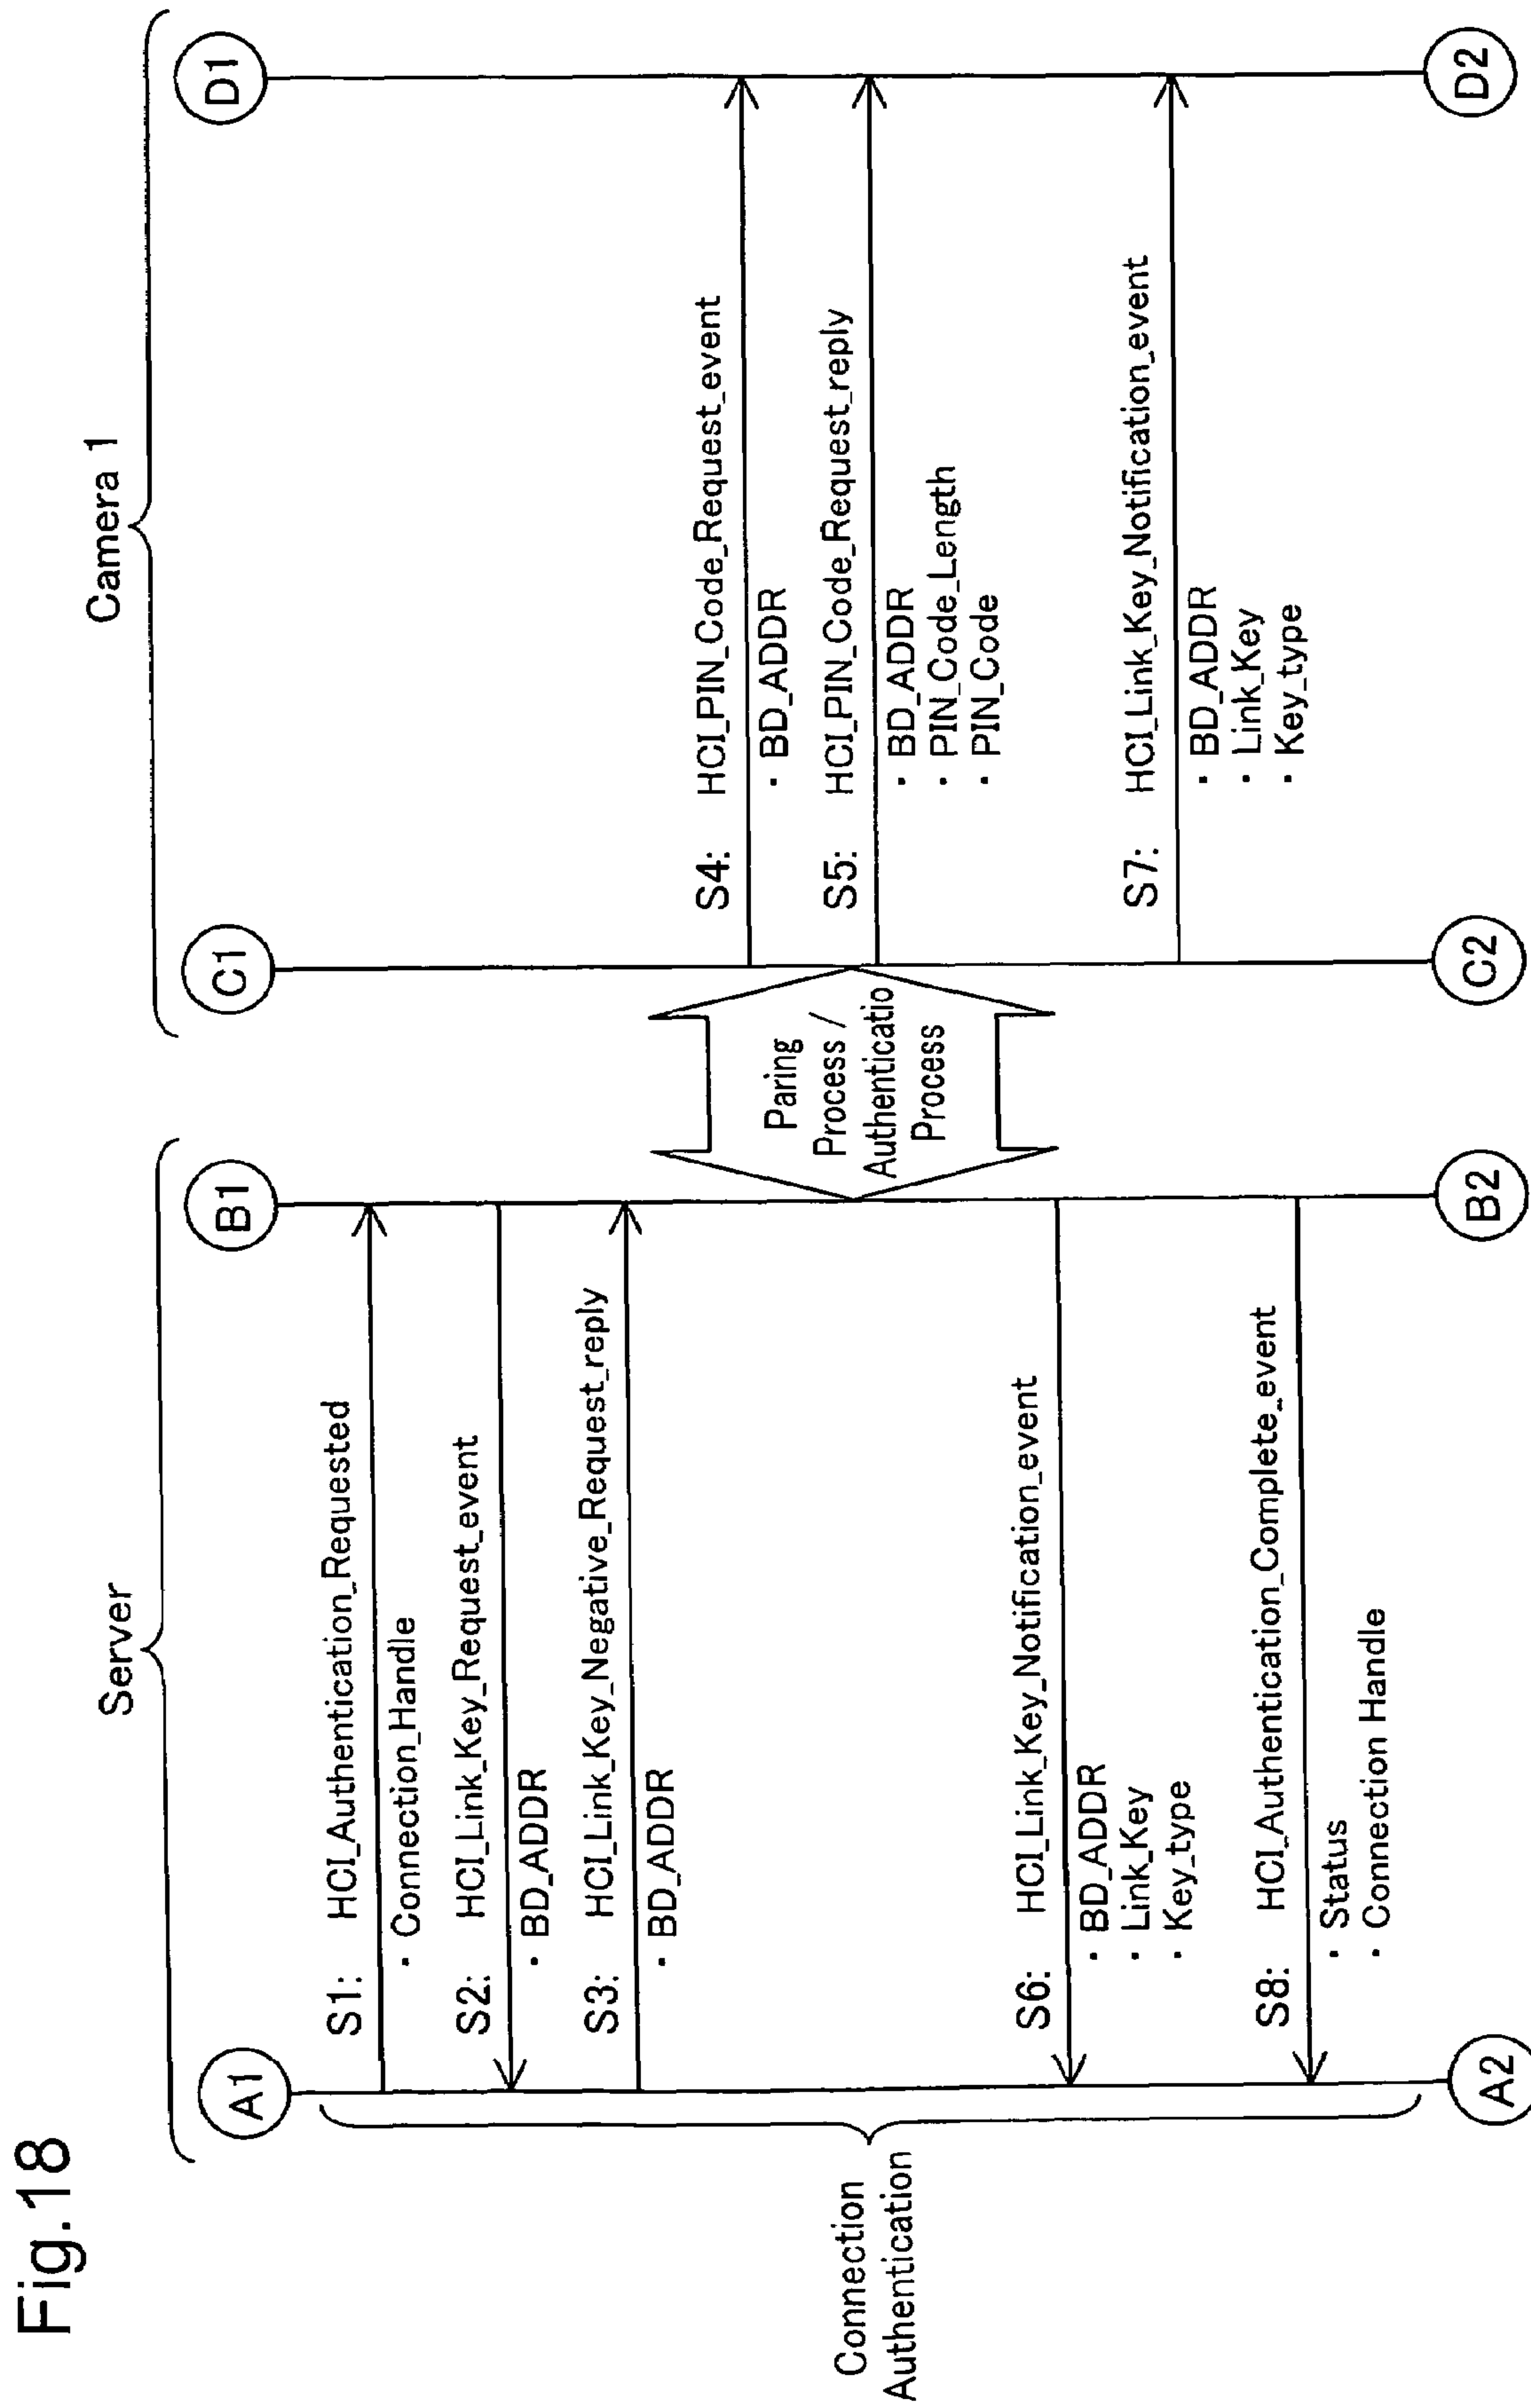 Fig.18
Server
Camera 1
A1
B1
C1
D1
Connection
Authentication
S1: HCI_Authentication_Requested
· Connection_Handle
S2: HCI_Link_Key_Request_event
· BD_ADDR
S3: HCI_Link_Key_Negative_Request_reply
· BD_ADDR
S4: HCI_PIN_Code_Request_event
· BD_ADDR
Paring
Process /
Authenticatio
Process
S5: HCI_PIN_Code_Request_reply
· BD_ADDR
· PIN_Code_Length
· PIN_Code
S6: HCI_Link_Key_Notification_event
· BD_ADDR
· Link_Key
· Key_type
S7: HCI_Link_Key_Notification_event
· BD_ADDR
· Link_Key
· Key_type
S8: HCI_Authentication_Complete_event
· Status
· Connection Handle
A2
B2
C2
D2